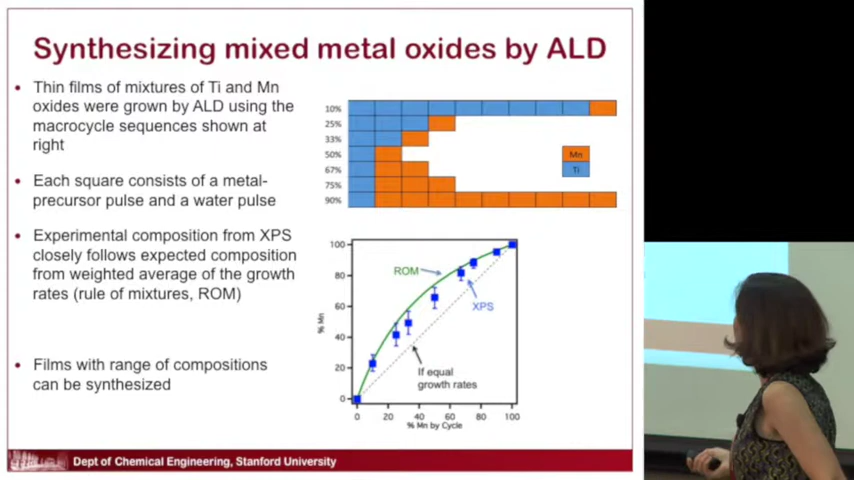 Synthesizing mixed metal oxides by ALD
• Thin films of mixtures of Ti and Mn
oxides were grown by ALD using the
macrocycle sequences shown at
right
• Each square consists of a metal-
precursor pulse and a water pulse
• Experimental composition from XPS
closely follows expected composition
from weighted average of the growth
rates (rule of mixtures, ROM)
• Films with range of compositions
can be synthesized
10%
25%
33%
50%
67%
75%
90%
Mn
Ti
100
80
60
40
20
0
% Mn
ROM
XPS
If equal
growth rates
0 20 40 60 80 100
% Mn by Cycle
Dept of Chemical Engineering, Stanford University